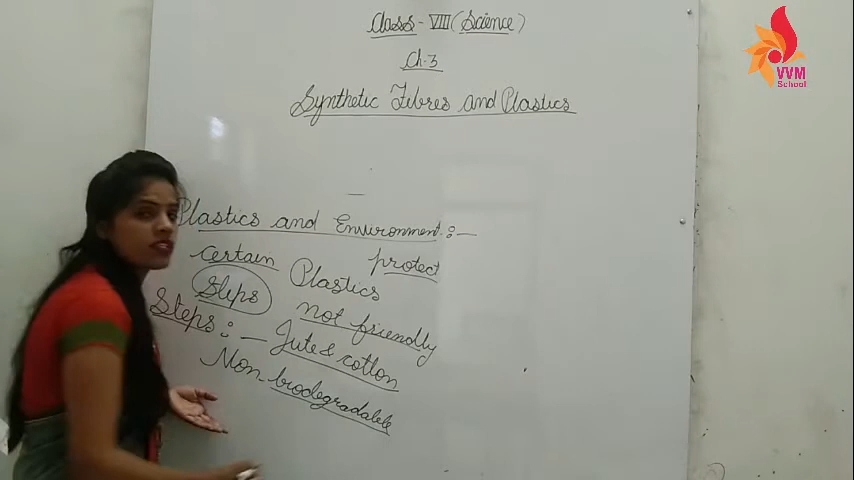 Class - VIII (Science)
Ch.3
Synthetic Fibres and Plastics
Plastics and Environment :-
certain protect
Steps Plastics
Steps : - not friendly
Jute & cotton
Non-biodegradable
VVM
School